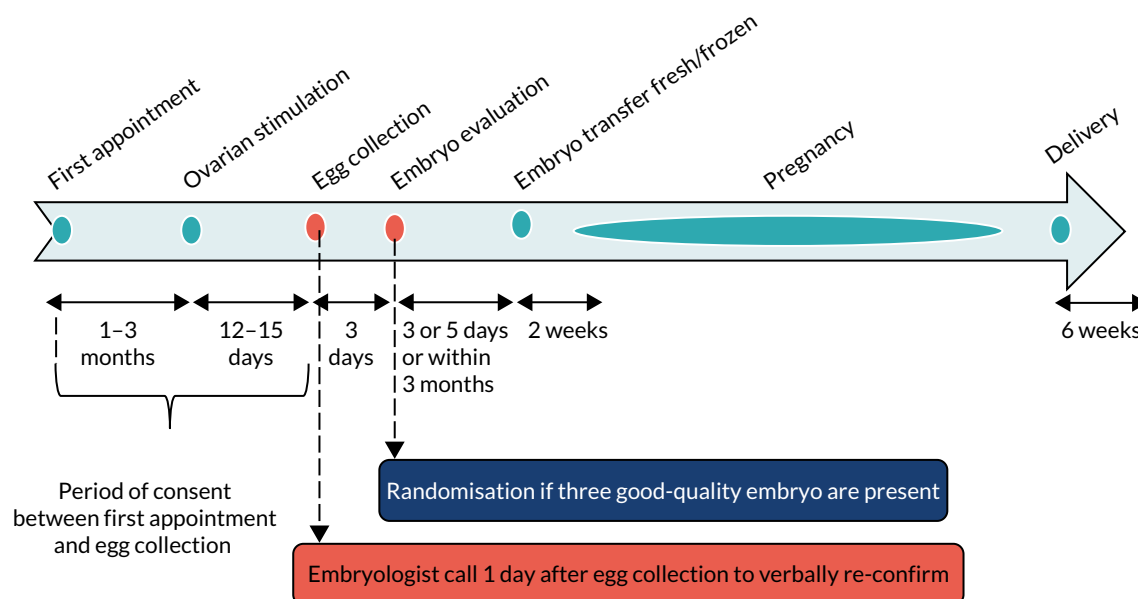 First appointment
Ovarian stimulation
Egg collection
Embryo evaluation
Embryo transfer fresh/frozen
Pregnancy
Delivery
1–3
months
12–15
days
3
days
3 or 5 days
or within
3 months
2 weeks
6 weeks
Period of consent
between first appointment
and egg collection
Randomisation if three good-quality embryo are present
Embryologist call 1 day after egg collection to verbally re-confirm